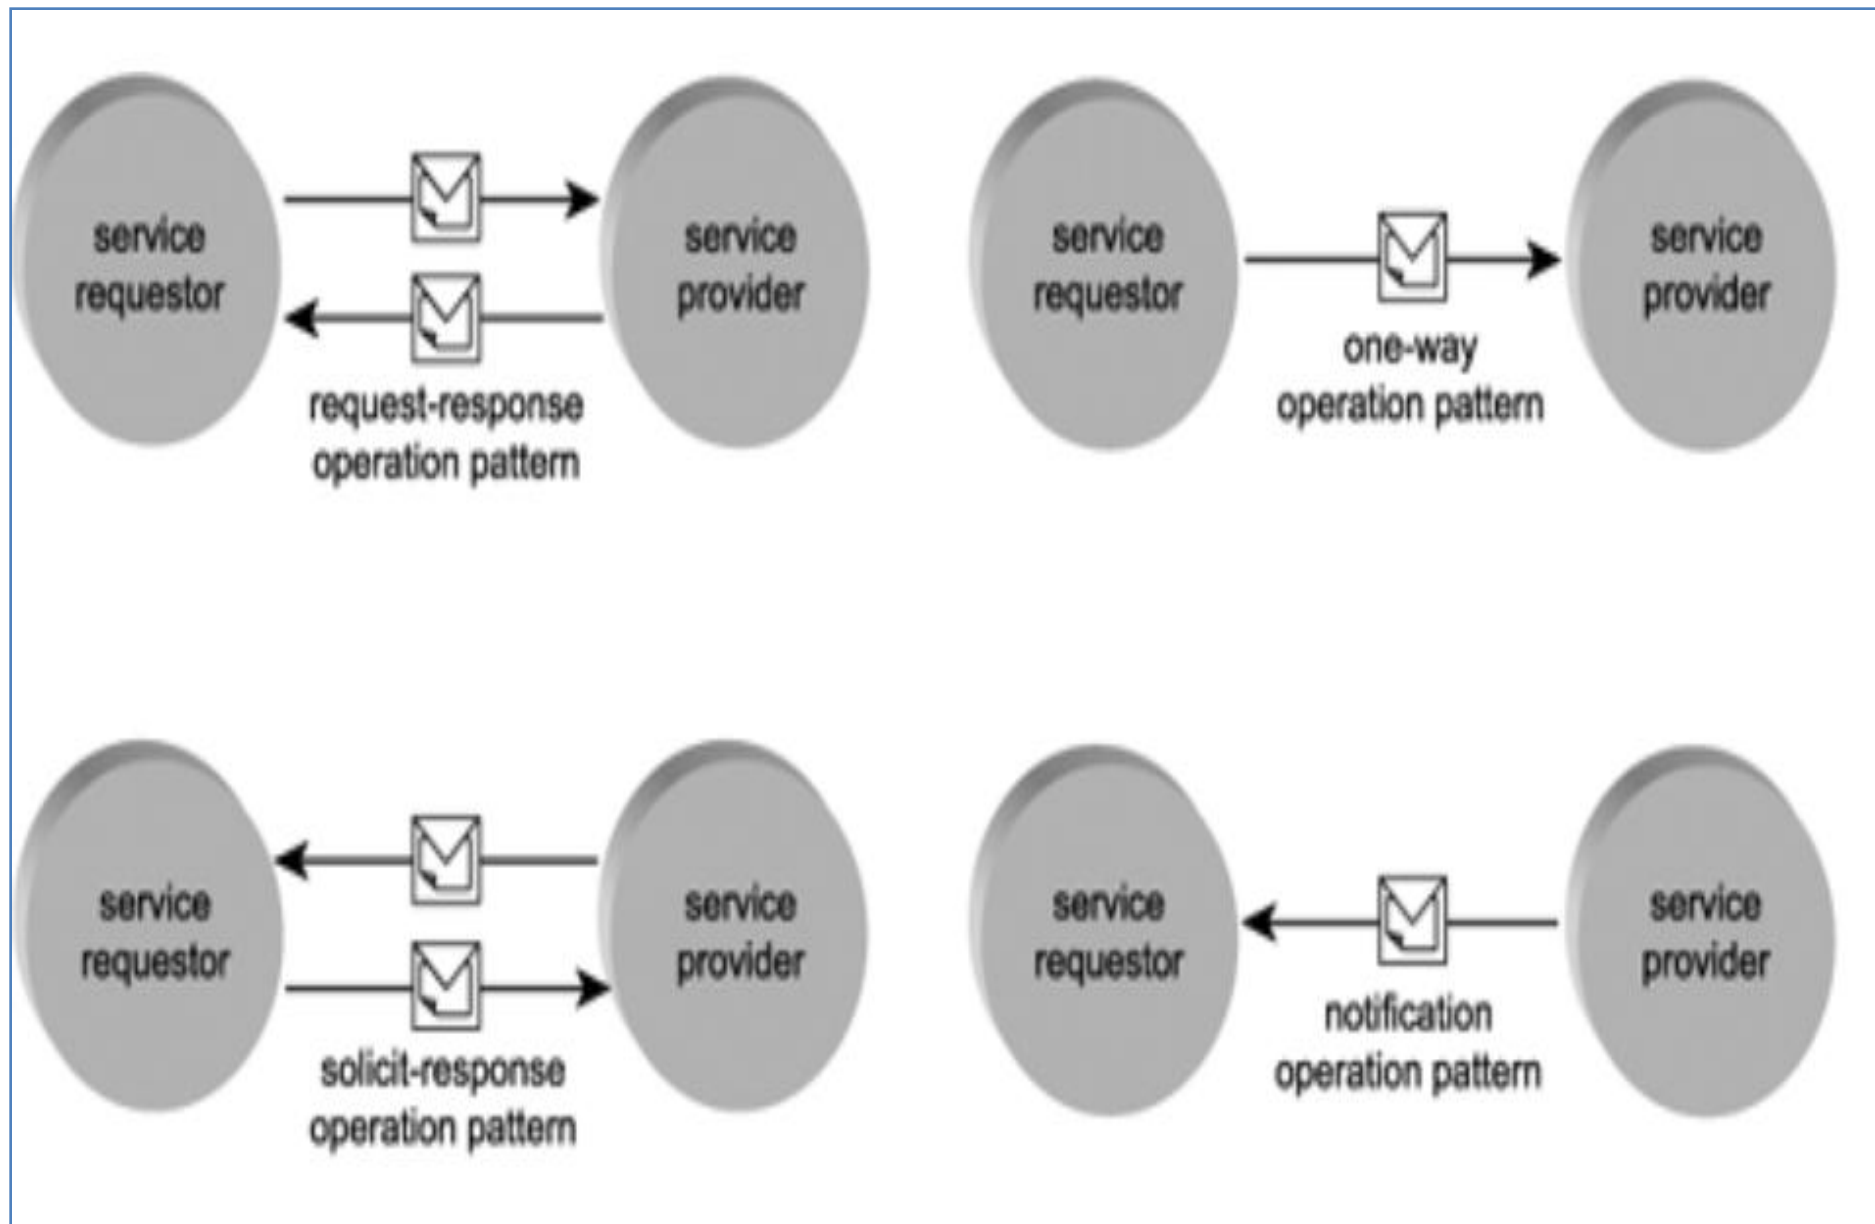 service
requestor
service
provider
request-response
operation pattern
service
requestor
service
provider
one-way
operation pattern
service
requestor
service
provider
solicit-response
operation pattern
service
requestor
service
provider
notification
operation pattern